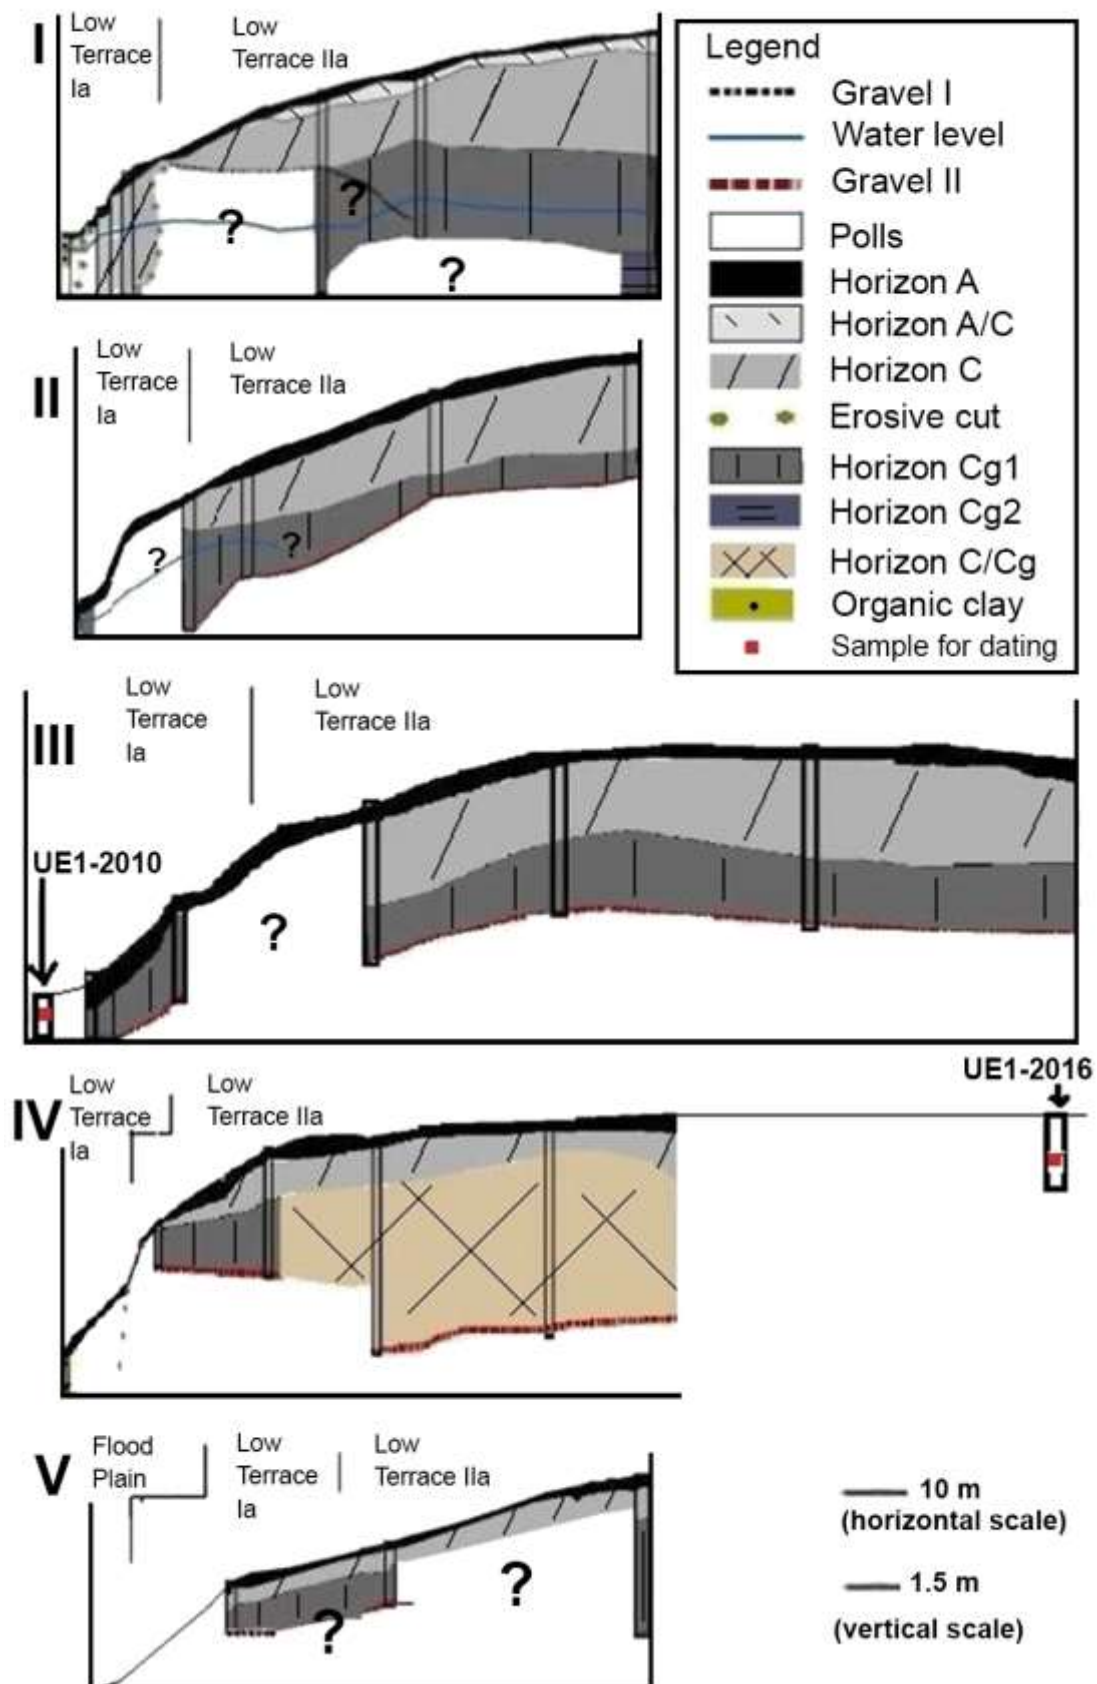 I
Low
Terrace
Ia
Low
Terrace IIa
?
?
?
Legend
Gravel I
Water level
Gravel II
Polls
Horizon A
Horizon A/C
Horizon C
Erosive cut
Horizon Cg1
Horizon Cg2
Horizon C/Cg
Organic clay
Sample for dating
II
Low
Terrace
Ia
Low
Terrace IIa
?
?
III
Low
Terrace
Ia
Low
Terrace IIa
UE1-2010
?
IV
Low
Terrace
Ia
Low
Terrace IIa
UE1-2016
V
Flood
Plain
Low
Terrace
Ia
Low
Terrace IIa
?
?
10 m
(horizontal scale)
1.5 m
(vertical scale)